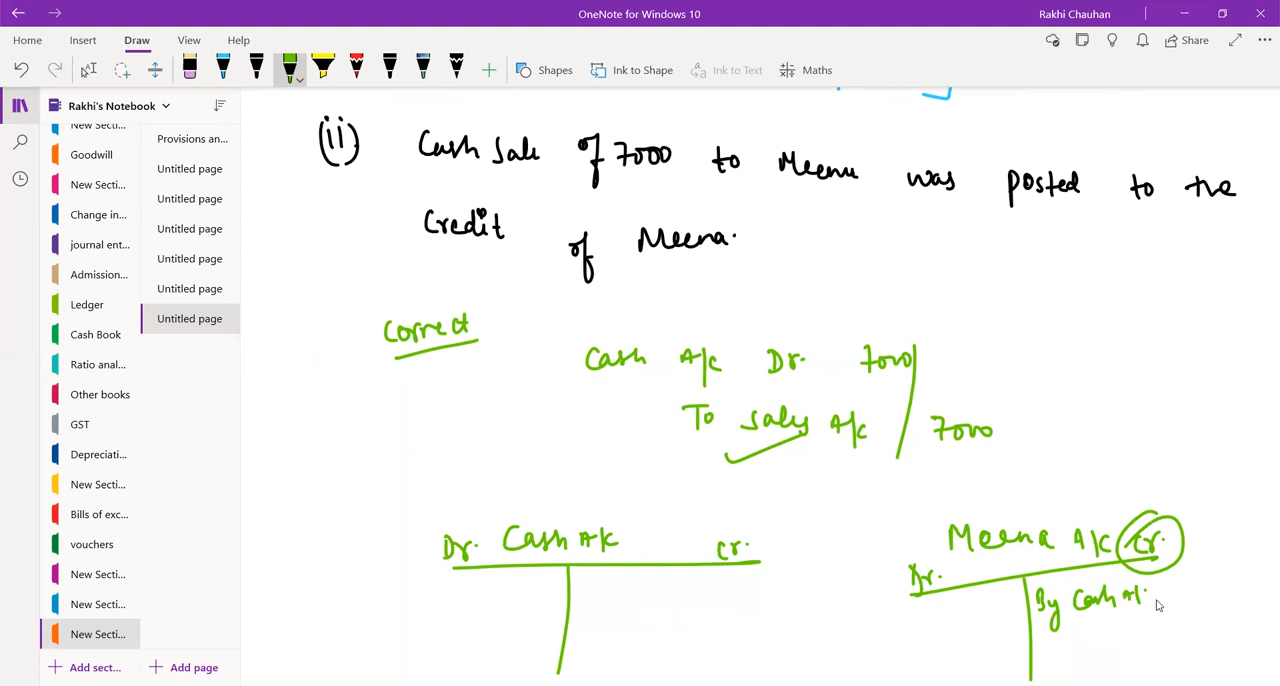 OneNote for Windows 10
Rakhi Chauhan
Home Insert Draw View Help
Share
Shapes Ink to Shape Ink to Text Maths
Rakhi's Notebook
New Secti...
Goodwill
New Secti...
Change in...
journal ent...
Admission...
Ledger
Cash Book
Ratio anal...
Other books
GST
Depreciati...
New Secti...
Bills of exc...
vouchers
New Secti...
New Secti...
New Secti...
Add sect...
Provisions an...
Untitled page
Untitled page
Untitled page
Untitled page
Untitled page
Untitled page
Add page
(ii) Cash Sale of 7000 to Meena was posted to the
Credit of Meena.
Correct
Cash A/c Dr. 7000
To Sales A/c 7000
Dr. Cash A/c Cr.
Meena A/c Cr.
Dr.
By Cash A/c